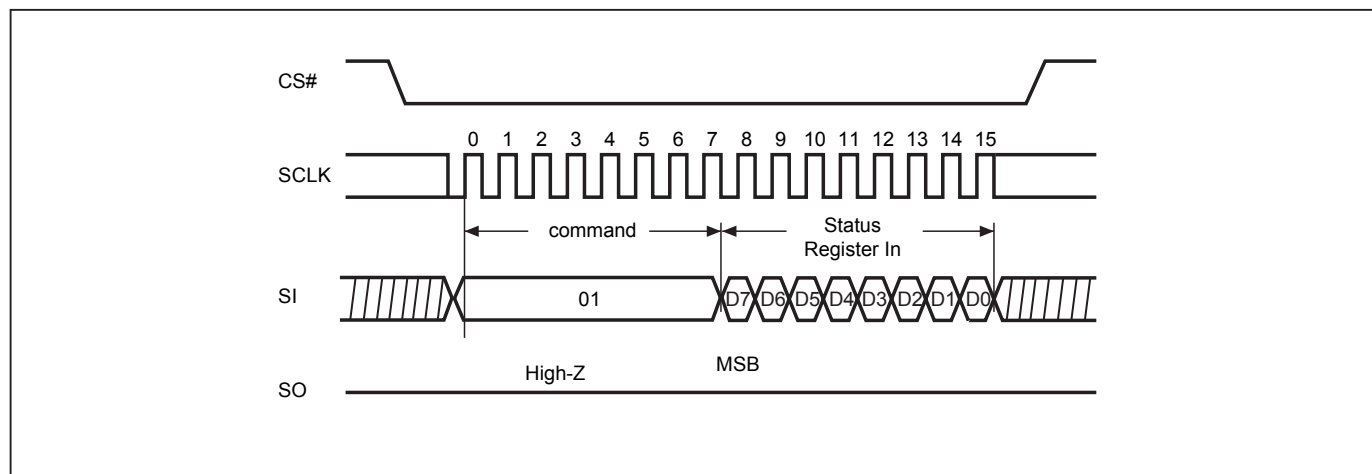 CS#
0 1 2 3 4 5 6 7 8 9 10 11 12 13 14 15
SCLK
command
Status
Register In
SI
01
D7 D6 D5 D4 D3 D2 D1 D0
High-Z
MSB
SO